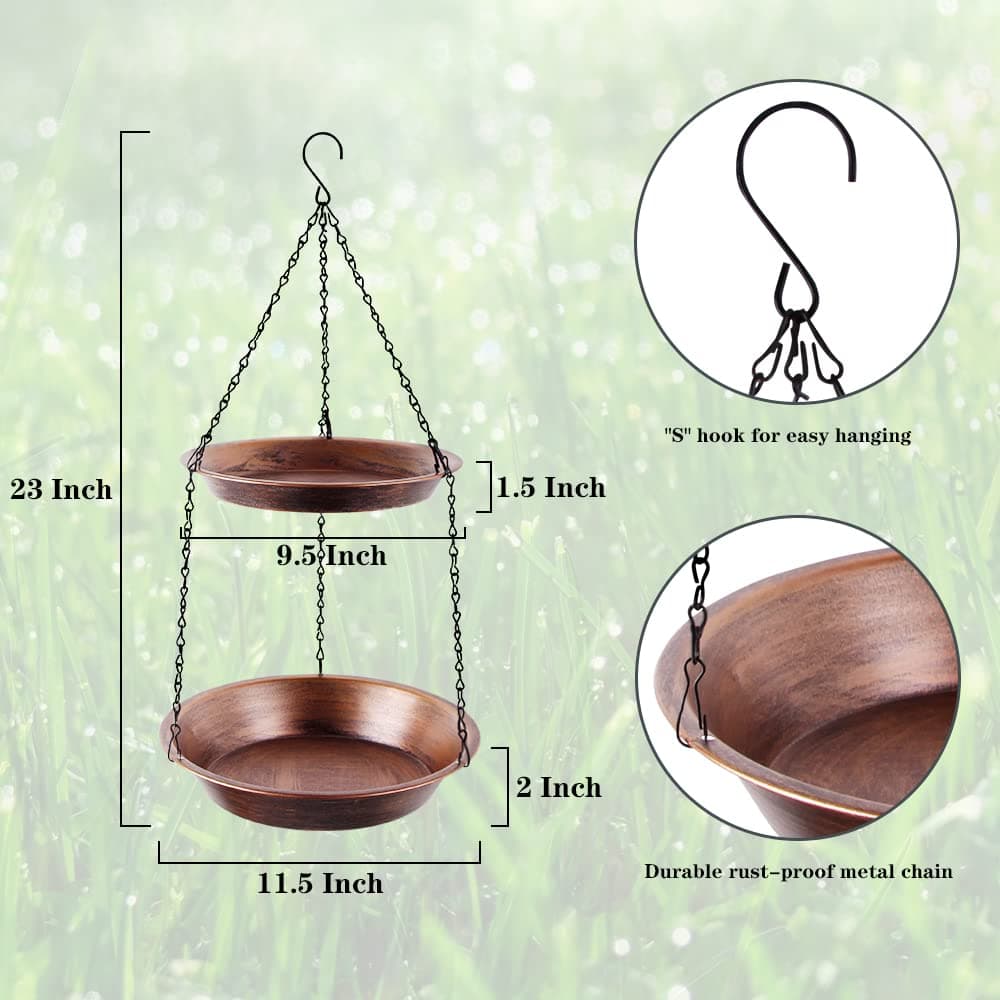 "S" hook for easy hanging
23 Inch
1.5 Inch
9.5 Inch
2 Inch
11.5 Inch
Durable rust-proof metal chain